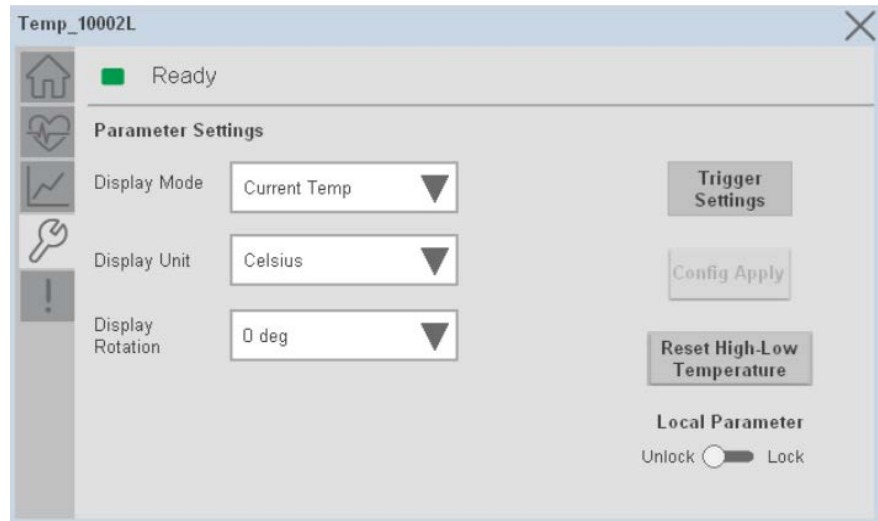 Temp_10002L
Ready
Parameter Settings
Display Mode
Current Temp
Trigger
Settings
Display Unit
Celsius
Config Apply
Display
Rotation
0 deg
Reset High-Low
Temperature
Local Parameter
Unlock Lock